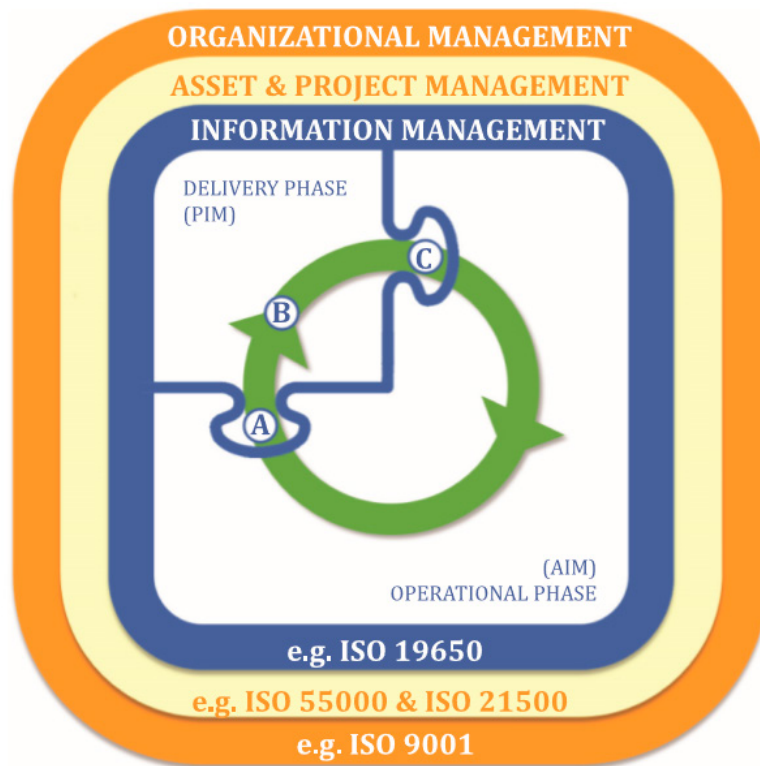 ORGANIZATIONAL MANAGEMENT
ASSET & PROJECT MANAGEMENT
INFORMATION MANAGEMENT
DELIVERY PHASE
(PIM)
C
B
A
(AIM)
OPERATIONAL PHASE
e.g. ISO 19650
e.g. ISO 55000 & ISO 21500
e.g. ISO 9001